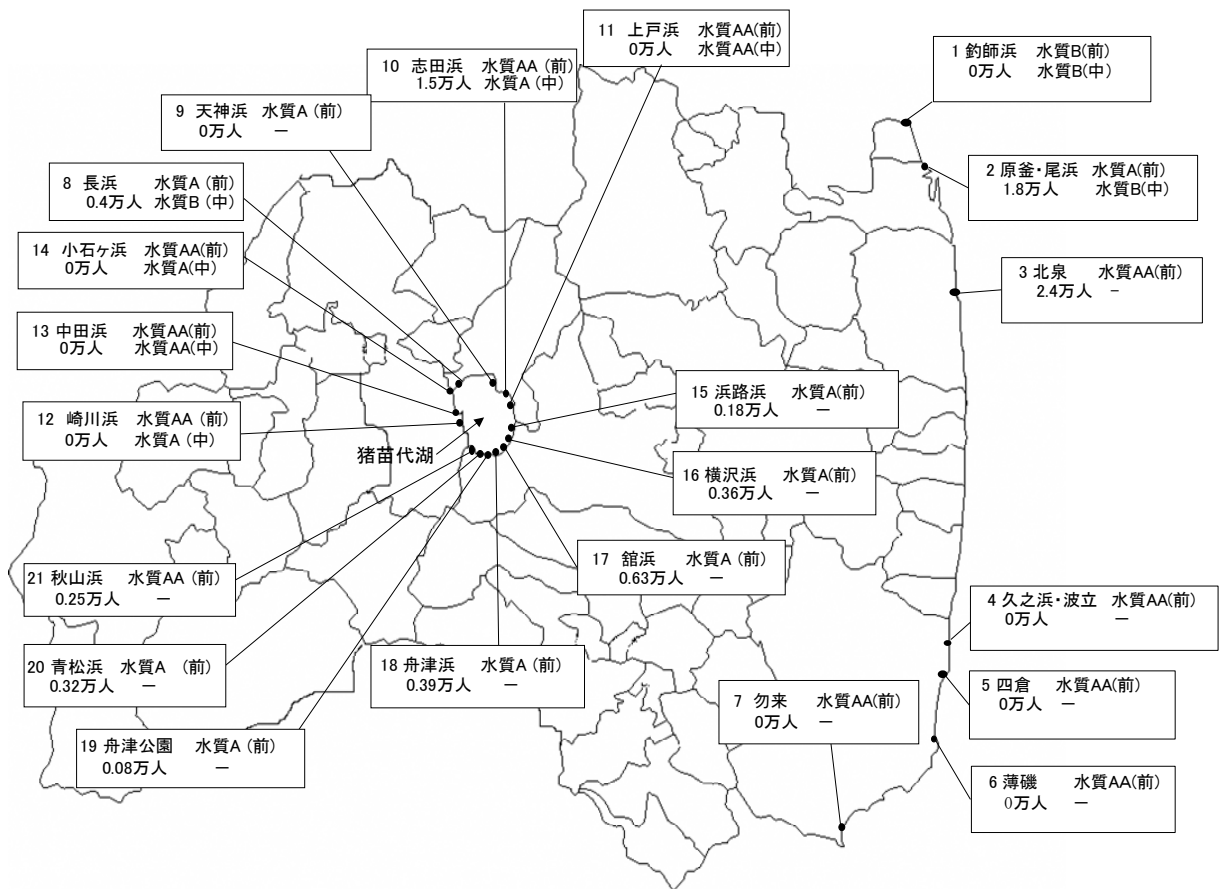 11 上戸浜 水質AA(前)
0万人 水質AA(中)
1 釣師浜 水質B(前)
0万人 水質B(中)
10 志田浜 水質AA (前)
1.5万人 水質A (中)
9 天神浜 水質A (前)
0万人 －
2 原釜・尾浜 水質A(前)
1.8万人 水質B(中)
8 長浜 水質A (前)
0.4万人 水質B (中)
14 小石ヶ浜 水質AA(前)
0万人 水質A(中)
3 北泉 水質AA(前)
2.4万人 －
13 中田浜 水質AA(前)
0万人 水質AA(中)
15 浜路浜 水質A(前)
0.18万人 －
12 崎川浜 水質AA (前)
0万人 水質A (中)
猪苗代湖
16 横沢浜 水質A(前)
0.36万人 －
17 舘浜 水質A (前)
0.63万人 －
21 秋山浜 水質AA (前)
0.25万人 －
4 久之浜・波立 水質AA(前)
0万人 －
20 青松浜 水質A (前)
0.32万人 －
18 舟津浜 水質A (前)
0.39万人 －
5 四倉 水質AA(前)
0万人 －
7 勿来 水質AA(前)
0万人 －
19 舟津公園 水質A (前)
0.08万人 －
6 薄磯 水質AA(前)
0万人 －